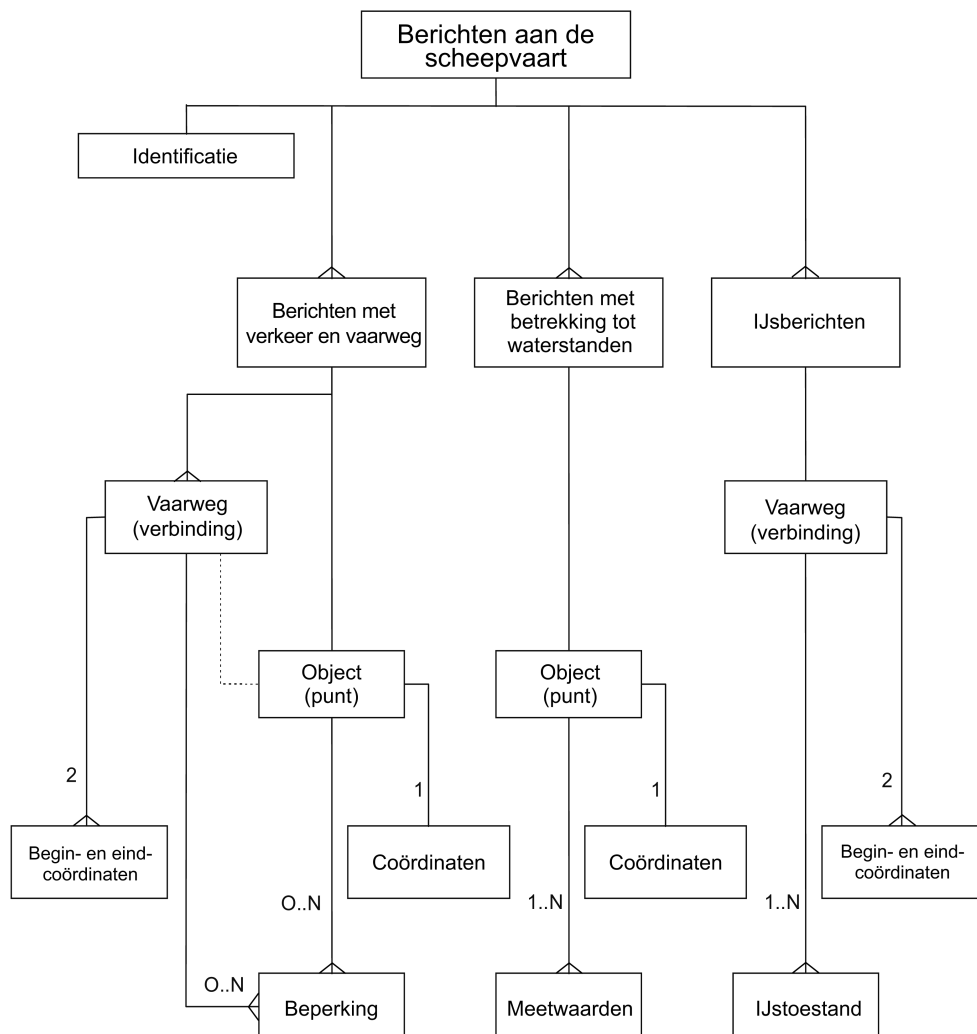 Berichten aan de
scheepvaart
Identificatie
Berichten met
verkeer en vaarweg
Berichten met
betrekking tot
waterstanden
IJsberichten
Vaarweg
(verbinding)
Vaarweg
(verbinding)
Object
(punt)
Object
(punt)
2
1
1
2
Begin- en eind-
coördinaten
Coördinaten
Coördinaten
Begin- en eind-
coördinaten
O..N
1..N
1..N
O..N
Beperking
Meetwaarden
IJstoestand